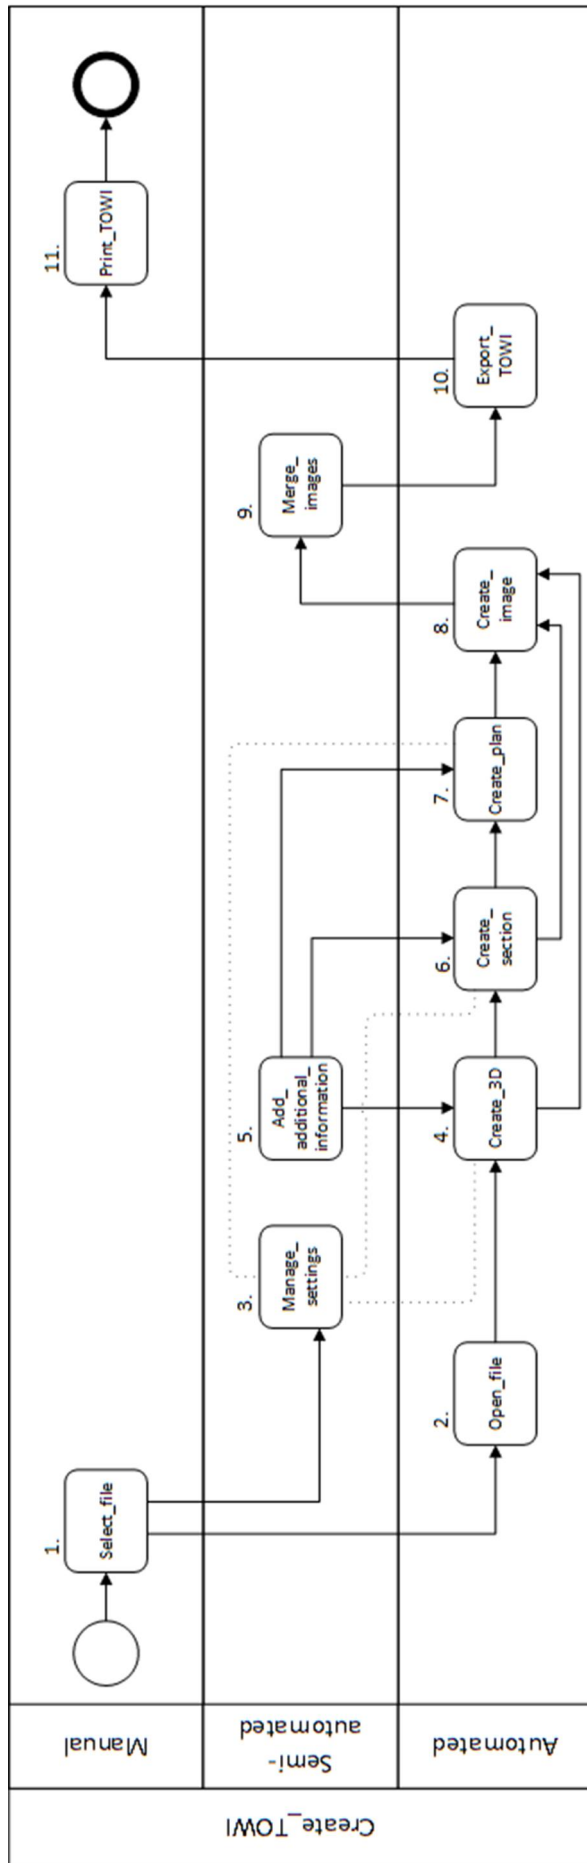 Create_TOWI
Manual
Semi-
automated
Automated
1.
Select_file
2.
Open_file
3.
Manage_
settings
4.
Create_3D
5.
Add_
additional_
information
6.
Create_
section
7.
Create_plan
8.
Create_
image
9.
Merge_
images
10.
Export_
TOWI
11.
Print_TOWI